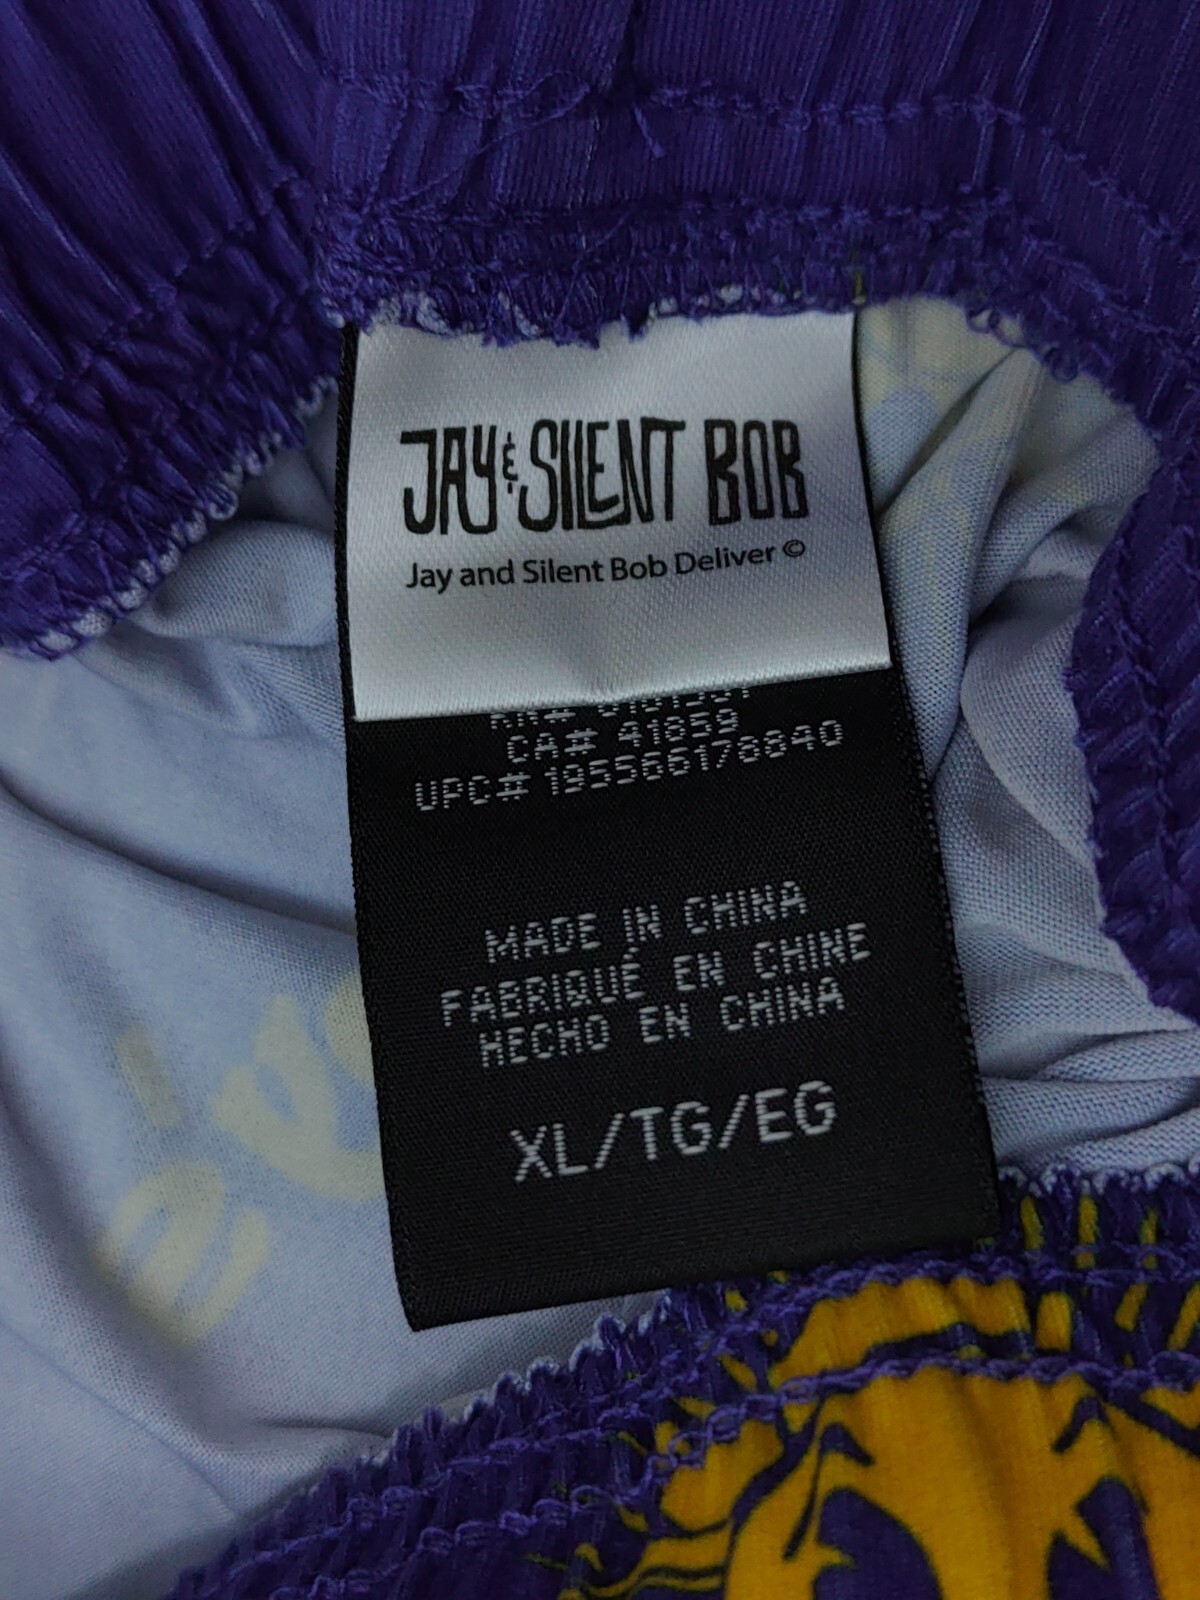 JAY & SILENT BOB
Jay and Silent Bob Deliver ©
CA# 41859
UPC# 195566178840
MADE IN CHINA
FABRIQUÉ EN CHINE
HECHO EN CHINA
XL/TG/EG